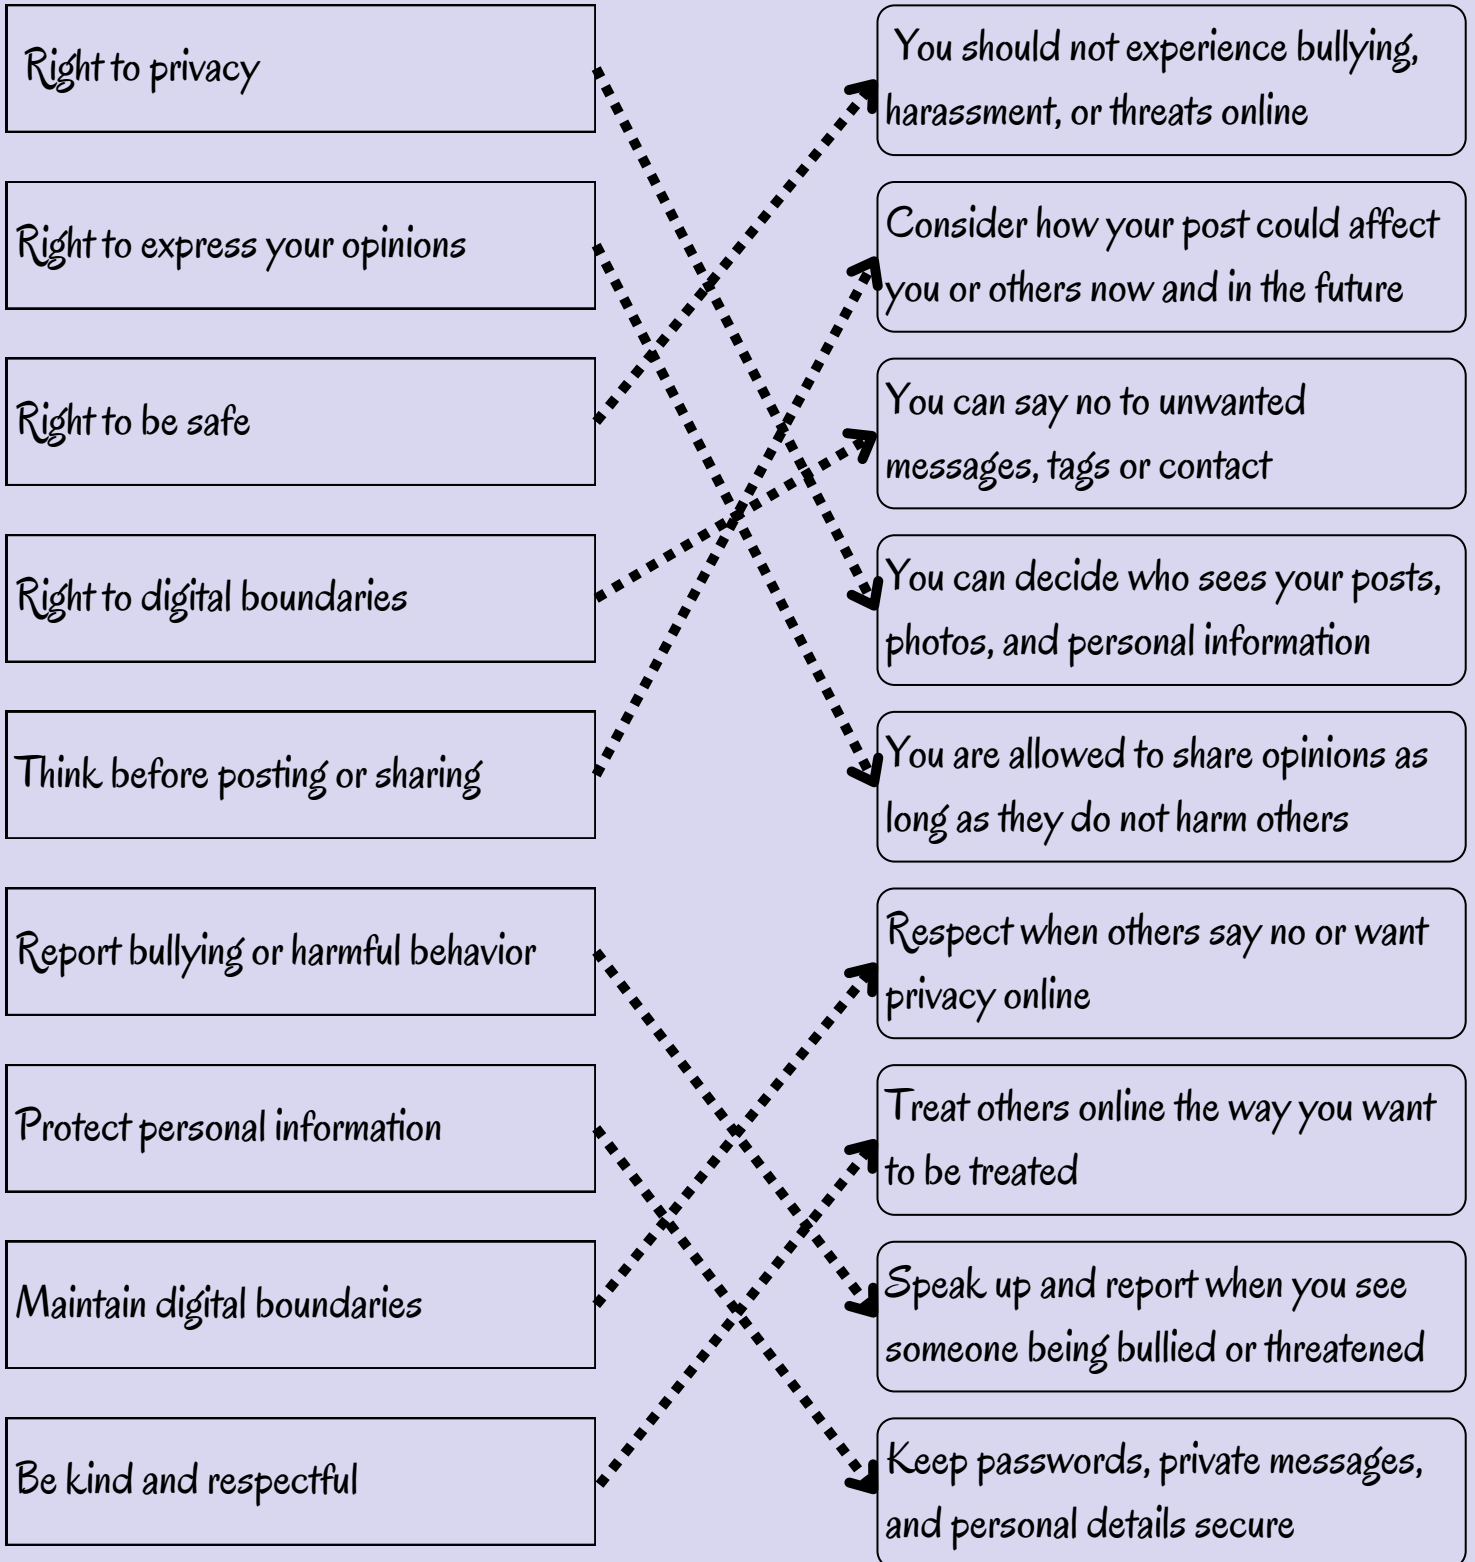 Right to privacy
You should not experience bullying,
harassment, or threats online
Right to express your opinions
Consider how your post could affect
you or others now and in the future
Right to be safe
You can say no to unwanted
messages, tags or contact
Right to digital boundaries
You can decide who sees your posts,
photos, and personal information
Think before posting or sharing
You are allowed to share opinions as
long as they do not harm others
Report bullying or harmful behavior
Respect when others say no or want
privacy online
Protect personal information
Treat others online the way you want
to be treated
Maintain digital boundaries
Speak up and report when you see
someone being bullied or threatened
Be kind and respectful
Keep passwords, private messages,
and personal details secure